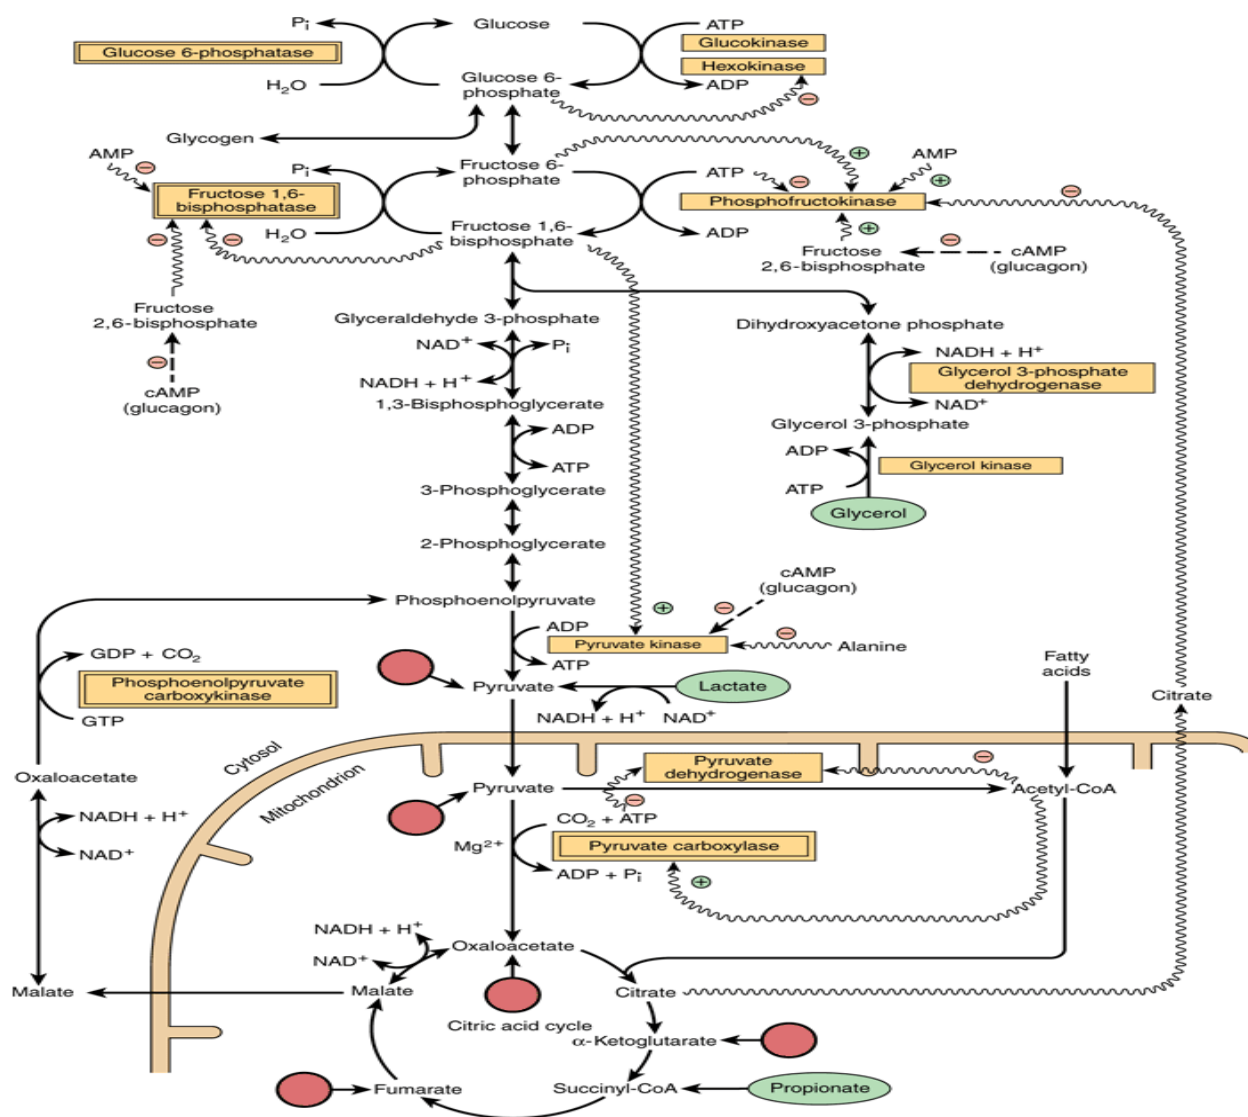 Pi
Glucose
ATP
Glucose 6-phosphatase
Glucokinase
Hexokinase
H2O
Glucose 6-
phosphate
ADP
−
Glycogen
AMP
−
Pi
Fructose 6-
phosphate
+
ATP
−
AMP
+
−
Fructose 1,6-
bisphosphatase
Phosphofructokinase
H2O
−
−
Fructose 1,6-
bisphosphate
ADP
+
Fructose
2,6-bisphosphate
−
cAMP
(glucagon)
Fructose
2,6-bisphosphate
Glyceraldehyde 3-phosphate
Dihydroxyacetone phosphate
−
NAD+
Pi
NADH + H+
cAMP
(glucagon)
NADH + H+
Glycerol 3-phosphate
dehydrogenase
NAD+
1,3-Bisphosphoglycerate
Glycerol 3-phosphate
ADP
ATP
ADP
Glycerol kinase
ATP
3-Phosphoglycerate
Glycerol
2-Phosphoglycerate
cAMP
(glucagon)
Phosphoenolpyruvate
+
−
ADP
Pyruvate kinase
−
Alanine
ATP
GDP + CO2
Phosphoenolpyruvate
carboxykinase
GTP
Pyruvate
Lactate
Fatty
acids
Citrate
NADH + H+
NAD+
Cytosol
Mitochondrion
Oxaloacetate
Pyruvate
dehydrogenase
−
Pyruvate
−
Acetyl-CoA
NADH + H+
NAD+
CO2 + ATP
Mg2+
Pyruvate carboxylase
ADP + Pi
+
NADH + H+
NAD+
Oxaloacetate
Malate
Malate
Citrate
Citric acid cycle
α-Ketoglutarate
Fumarate
Succinyl-CoA
Propionate